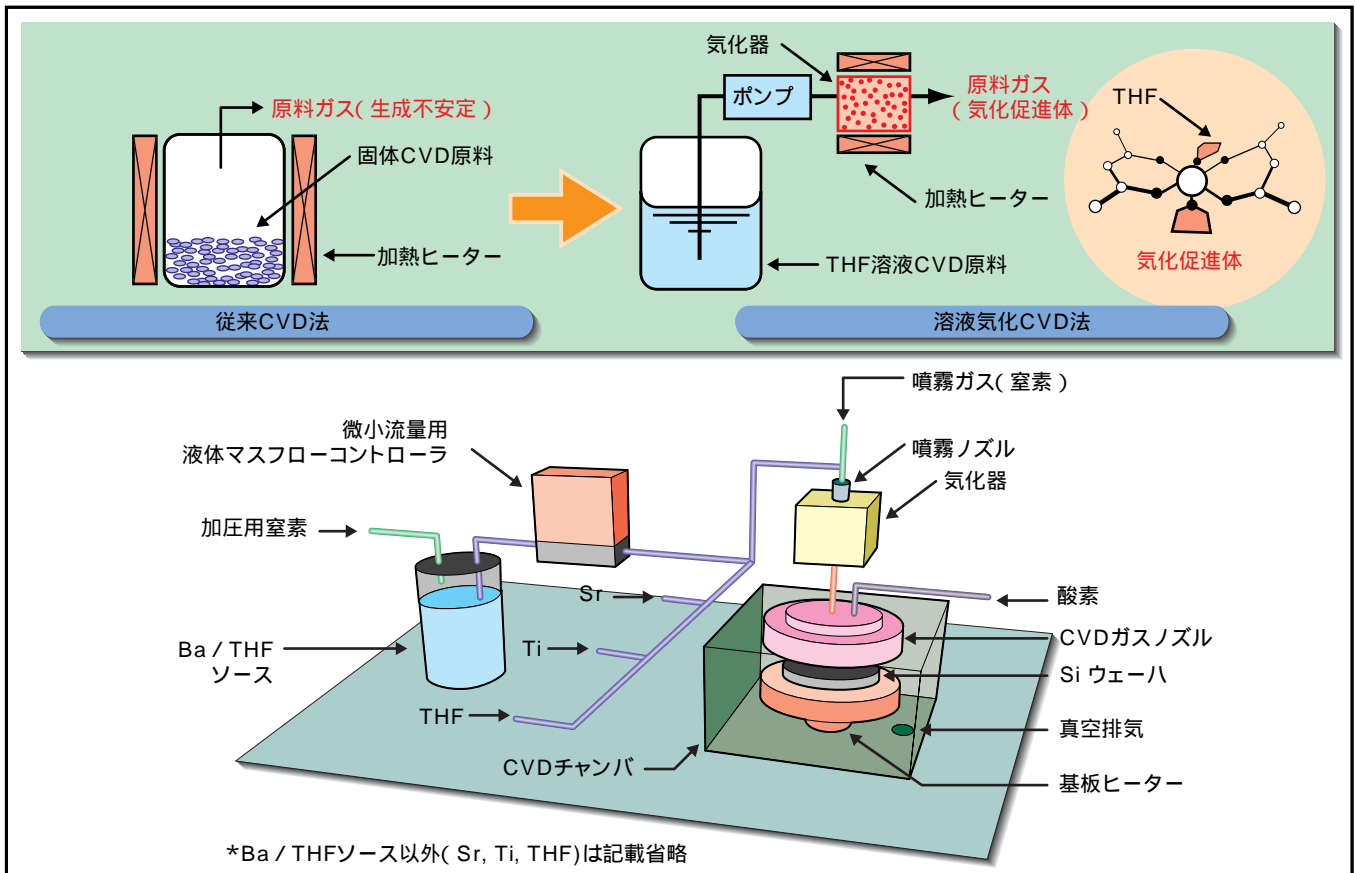 気化器
ポンプ
原料ガス
(気化促進体)
THF
原料ガス(生成不安定)
固体CVD原料
加熱ヒーター
加熱ヒーター
THF溶液CVD原料
気化促進体
従来CVD法
溶液気化CVD法
噴霧ガス(窒素)
微小流量用
液体マスフローコントローラ
噴霧ノズル
気化器
加圧用窒素
Sr
酸素
CVDガスノズル
Ba / THF
ソース
Ti
Si ウェーハ
THF
真空排気
CVDチャンバ
基板ヒーター
*Ba / THFソース以外(Sr, Ti, THF)は記載省略